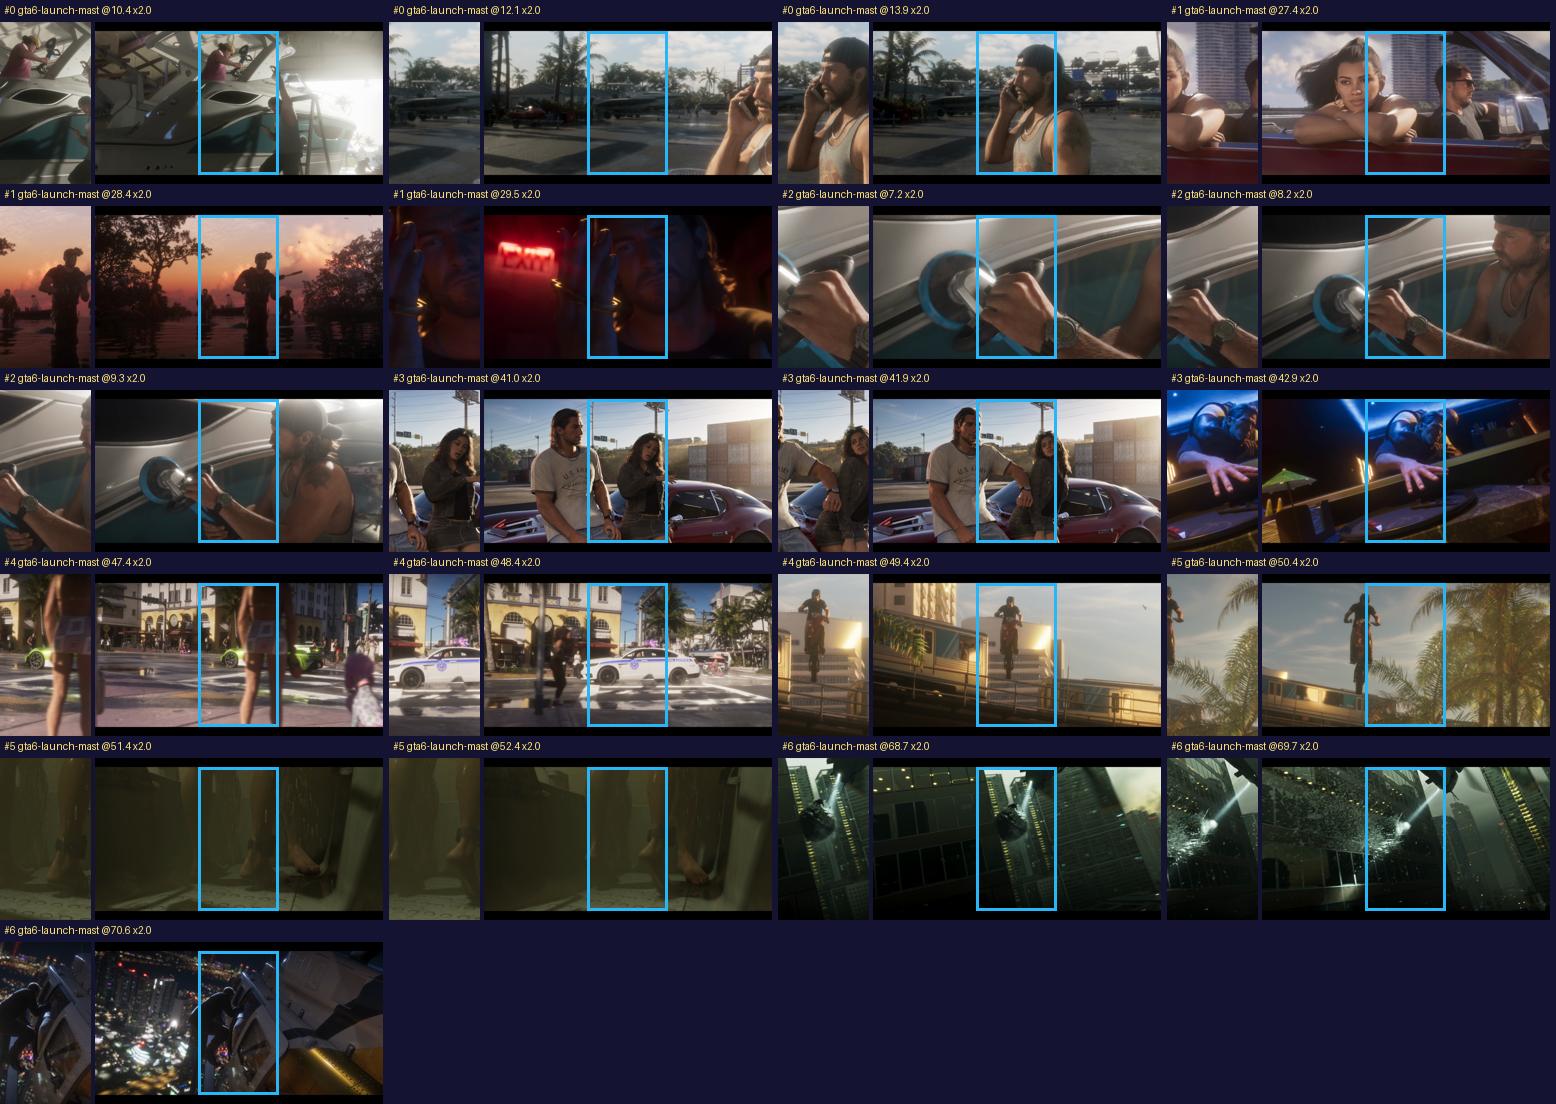 #0 gta6-launch-mast @10.4 x2.0
#0 gta6-launch-mast @12.1 x2.0
#0 gta6-launch-mast @13.9 x2.0
#1 gta6-launch-mast @27.4 x2.0
#1 gta6-launch-mast @28.4 x2.0
#1 gta6-launch-mast @29.5 x2.0
EXIT
#2 gta6-launch-mast @7.2 x2.0
#2 gta6-launch-mast @8.2 x2.0
#2 gta6-launch-mast @9.3 x2.0
#3 gta6-launch-mast @41.0 x2.0
#3 gta6-launch-mast @41.9 x2.0
#3 gta6-launch-mast @42.9 x2.0
#4 gta6-launch-mast @47.4 x2.0
#4 gta6-launch-mast @48.4 x2.0
#4 gta6-launch-mast @49.4 x2.0
#5 gta6-launch-mast @50.4 x2.0
#5 gta6-launch-mast @51.4 x2.0
#5 gta6-launch-mast @52.4 x2.0
#6 gta6-launch-mast @68.7 x2.0
#6 gta6-launch-mast @69.7 x2.0
#6 gta6-launch-mast @70.6 x2.0